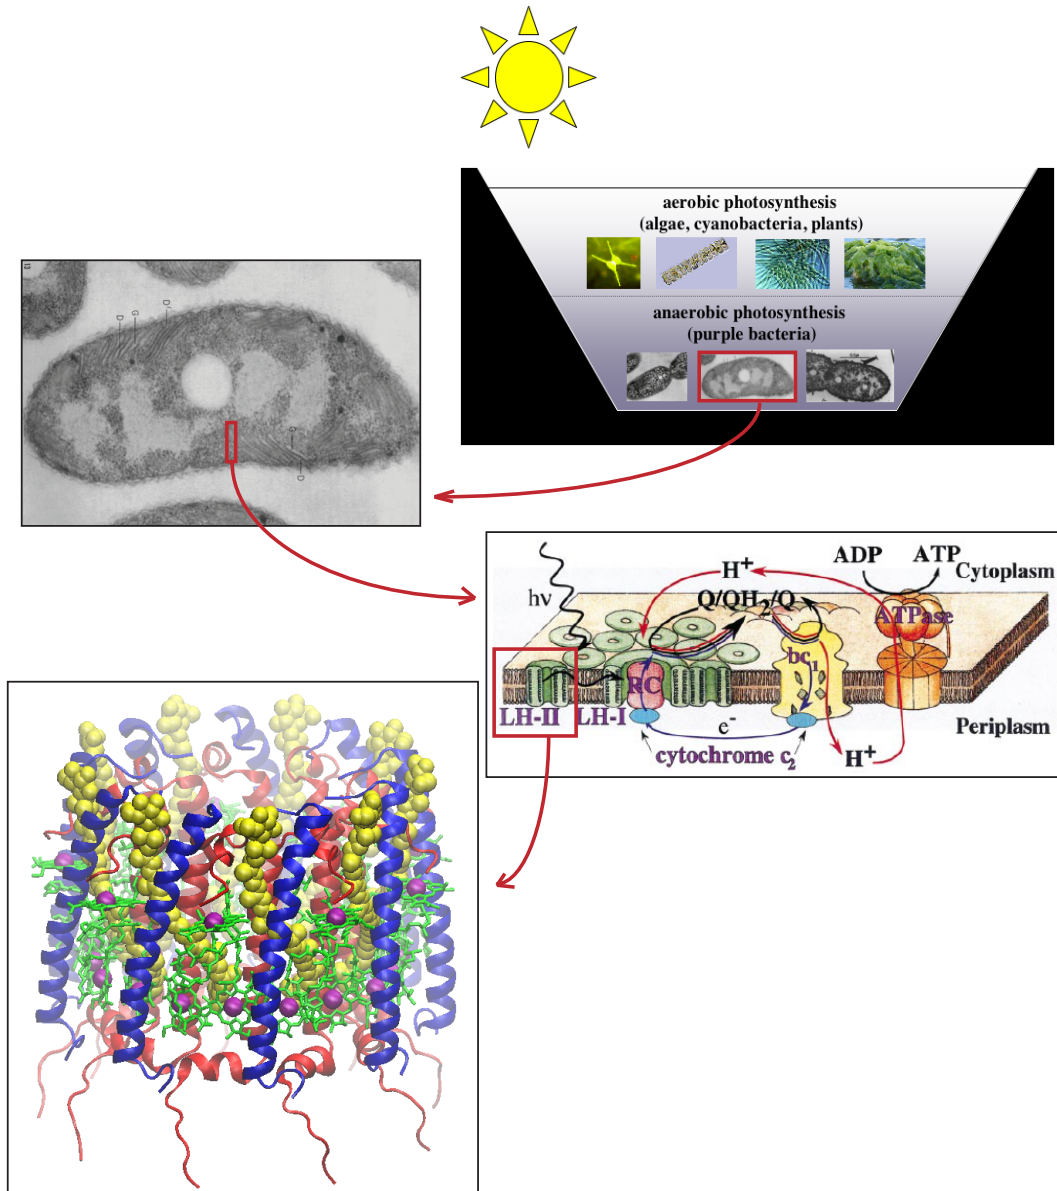 aerobic photosynthesis
(algae, cyanobacteria, plants)
anaerobic photosynthesis
(purple bacteria)
D
G
D'
G
D
ADP
ATP
Cytoplasm
H+
hν
Q/QH2/Q
ATPase
bc1
RC
LH-II
LH-I
e-
Periplasm
cytochrome c2
H+